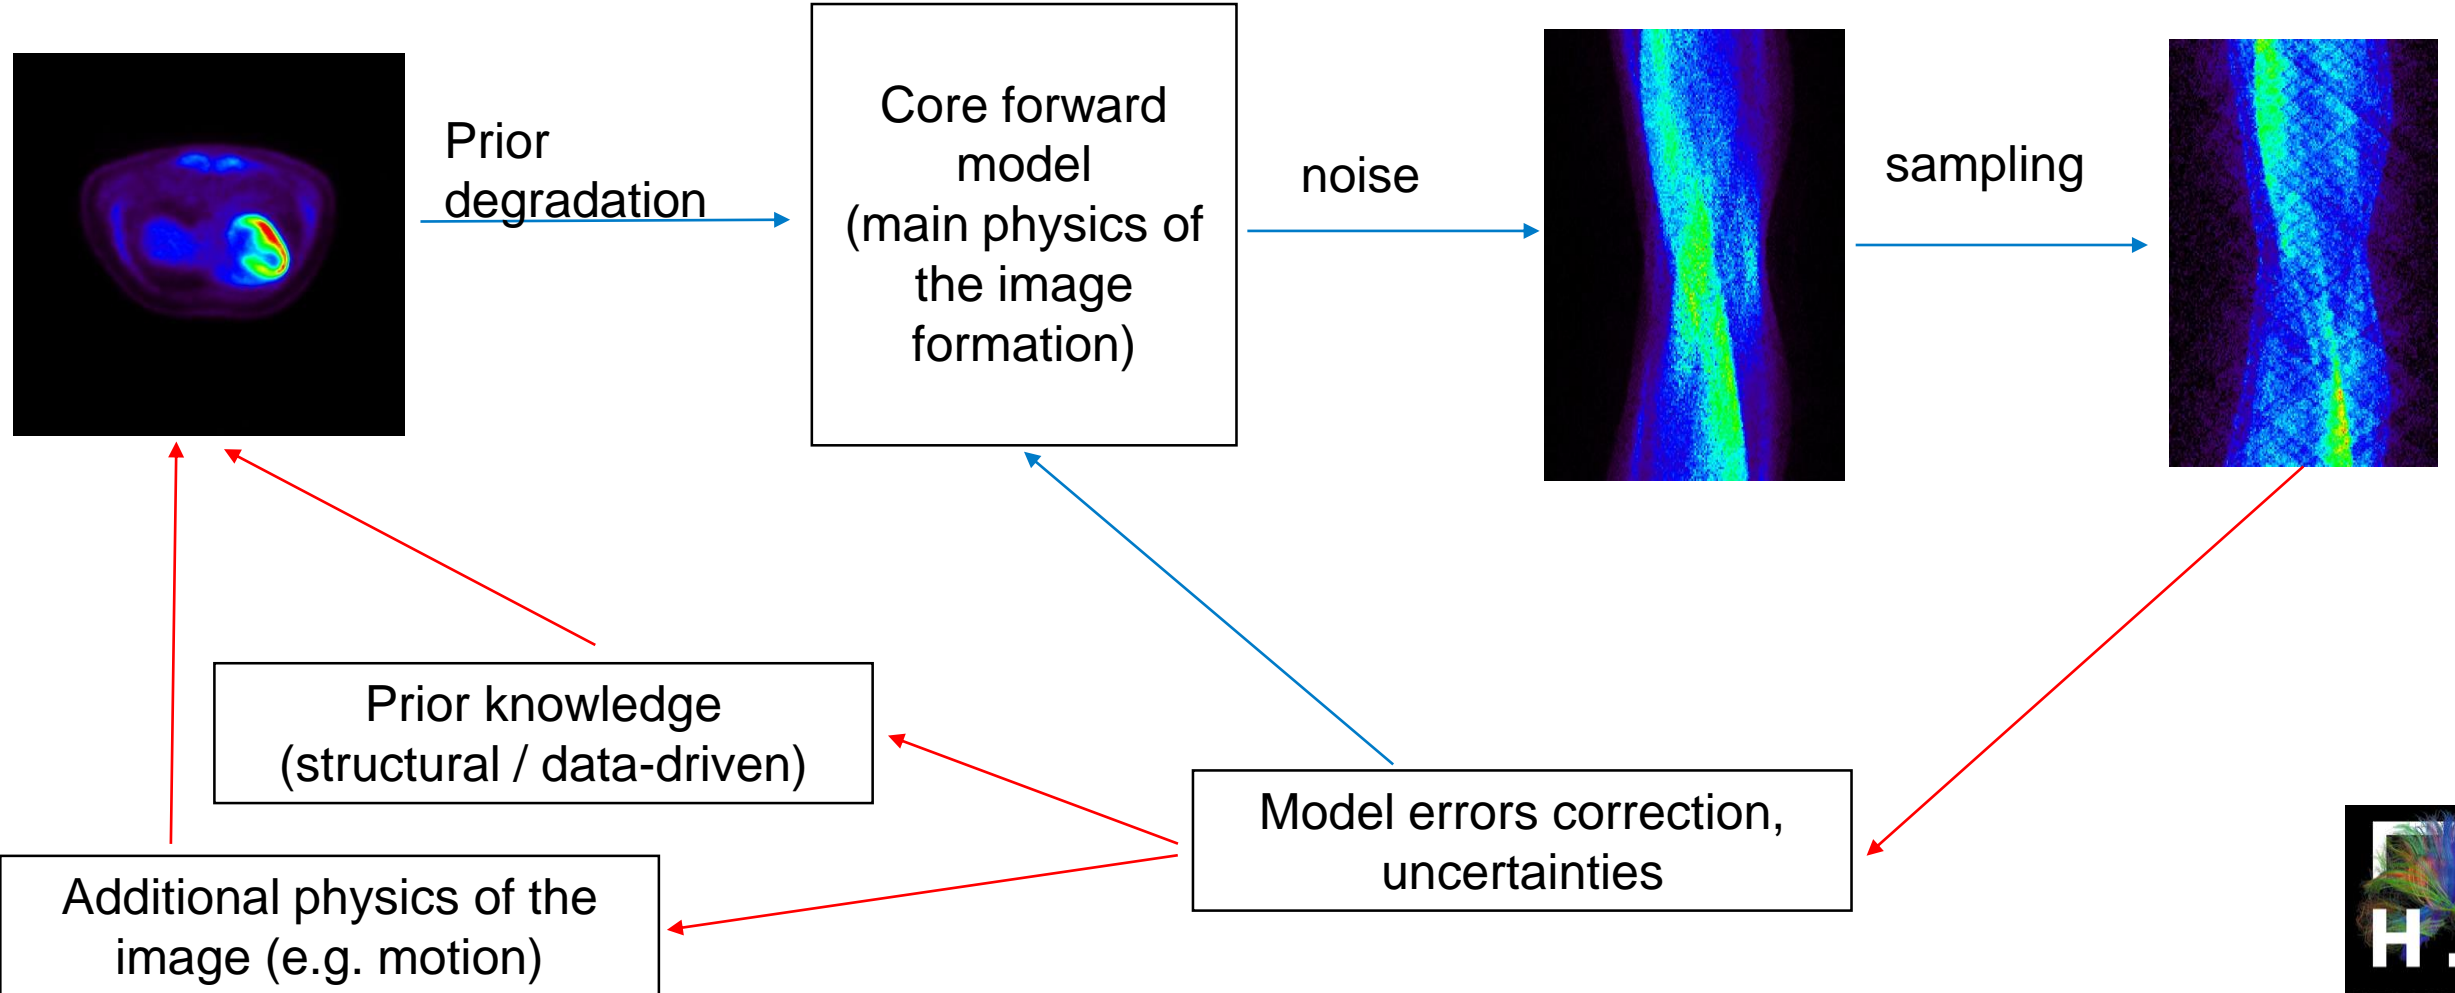 Prior
degradation
Core forward
model
(main physics of
the image
formation)
noise
sampling
Prior knowledge
(structural / data-driven)
Model errors correction,
uncertainties
Additional physics of the
image (e.g. motion)
H